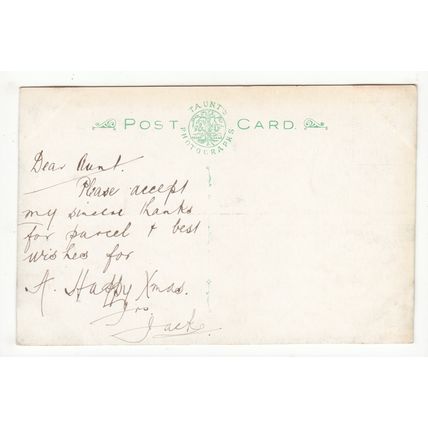 TAUNT'S
PHOTOGRAPHS
POST CARD.
Dear Aunt.
Please accept
my sincere thanks
for parcel & best
wishes for
A. Happy Xmas.
Yrs.
Jack.